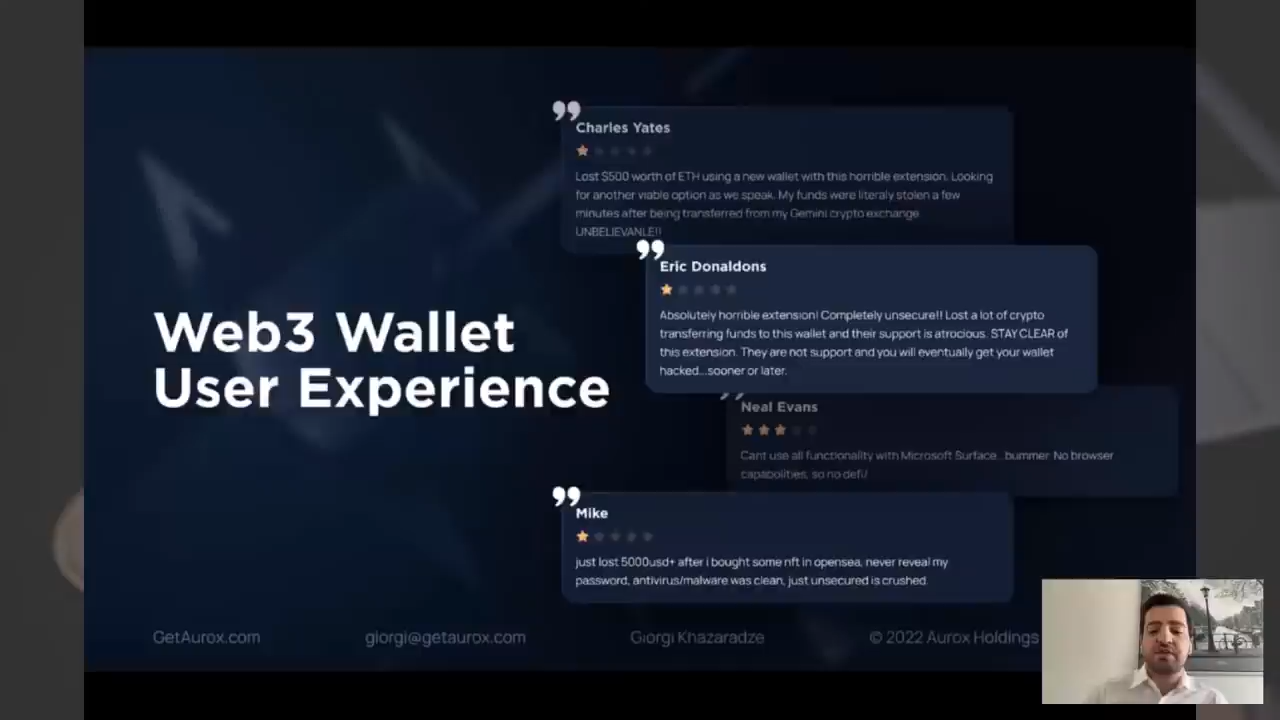 Web3 Wallet
User Experience
Charles Yates
Lost $500 worth of ETH using a new wallet with this horrible extension. Looking
for another viable option as we speak. My funds were literaly stolen a few
minutes after being transferred from my Gemini crypto exchange
UNBELIEVANLE!!
Eric Donaldons
Absolutely horrible extension! Completely unsecure!! Lost a lot of crypto
transferring funds to this wallet and their support is atrocious. STAY CLEAR of
this extension. They are not support and you will eventually get your wallet
hacked...sooner or later.
Neal Evans
Cant use all functionality with Microsoft Surface...bummer. No browser
capabolities, so no defi/
Mike
just lost 5000usd+ after i bought some nft in opensea, never reveal my
password, antivirus/malware was clean, just unsecured is crushed.
GetAurox.com
giorgi@getaurox.com
Giorgi Khazaradze
© 2022 Aurox Holdings